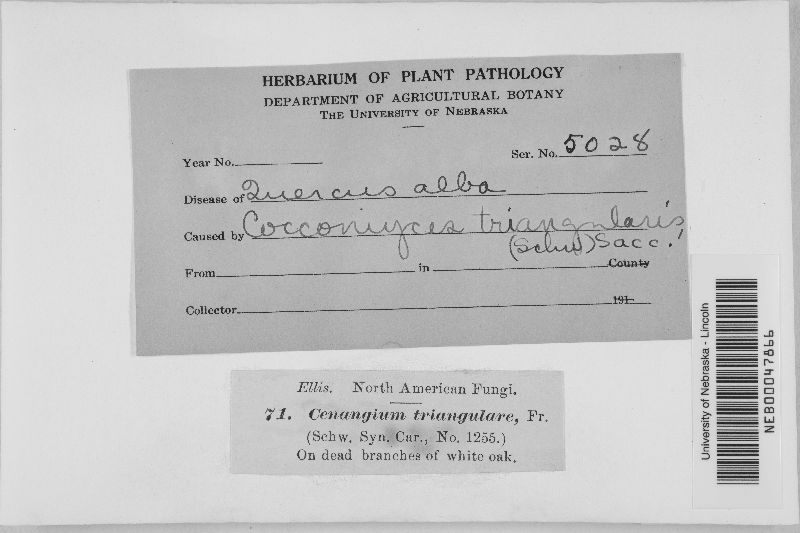 HERBARIUM OF PLANT PATHOLOGY
DEPARTMENT OF AGRICULTURAL BOTANY
THE UNIVERSITY OF NEBRASKA
Year No. Ser. No. 5028
Disease of Quercus alba
Caused by Coccomyces triangularis
(Schw) Sacc.!
From in County
Collector 191
Ellis. North American Fungi.
71. Cenangium triangulare, Fr.
(Schw. Syn. Car., No. 1255.)
On dead branches of white oak.
University of Nebraska - Lincoln
NEB00047866